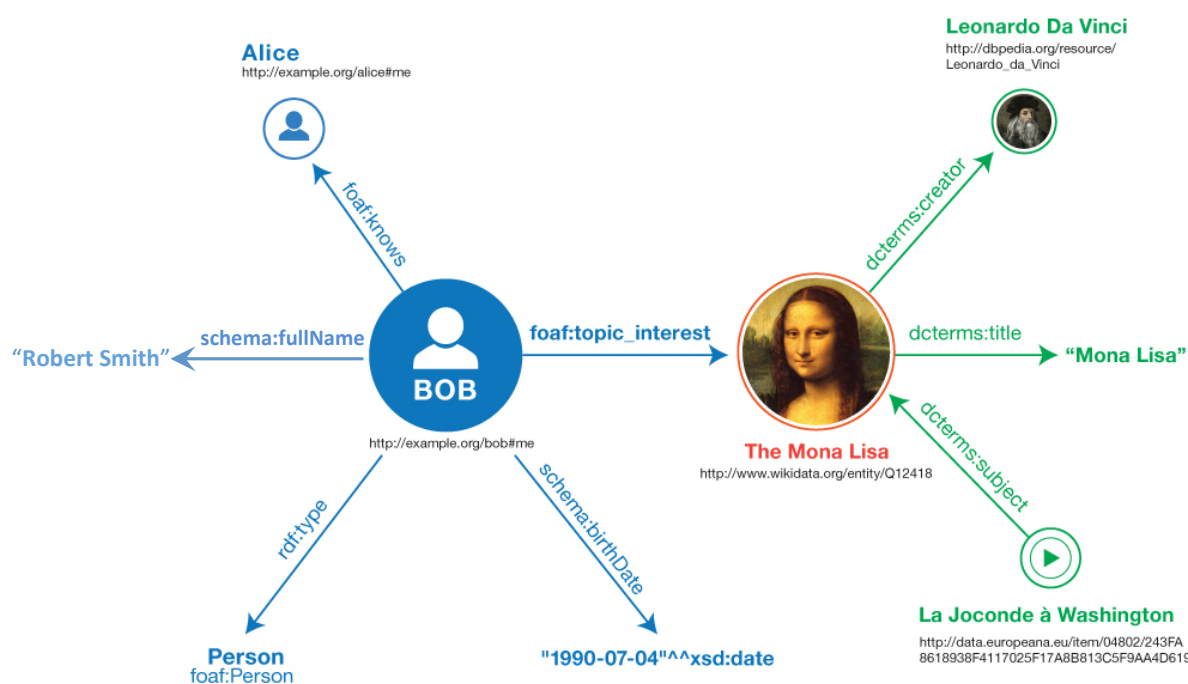 Alice
http://example.org/alice#me
Leonardo Da Vinci
http://dbpedia.org/resource/
Leonardo_da_Vinci
foaf:knows
dcterms:creator
schema:fullName
“Robert Smith”
BOB
http://example.org/bob#me
foaf:topic_interest
dcterms:title
“Mona Lisa”
The Mona Lisa
http://www.wikidata.org/entity/Q12418
dcterms:subject
rdf:type
schema:birthDate
Person
foaf:Person
"1990-07-04"^^xsd:date
La Joconde à Washington
http://data.europeana.eu/item/04802/243FA
8618938F4117025F17A8B813C5F9AA4D619